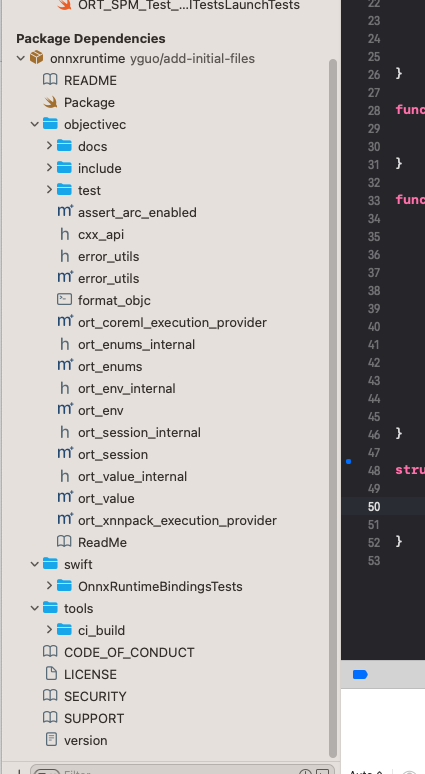 ORT_SPM_Test_...ITestsLaunchTests
Package Dependencies
onnxruntime yguo/add-initial-files
README
Package
objectivec
docs
include
test
m+ assert_arc_enabled
h cxx_api
h error_utils
m+ error_utils
format_objc
m+ ort_coreml_execution_provider
h ort_enums_internal
m+ ort_enums
h ort_env_internal
m+ ort_env
h ort_session_internal
m+ ort_session
h ort_value_internal
m+ ort_value
m+ ort_xnnpack_execution_provider
ReadMe
swift
OnnxRuntimeBindingsTests
tools
ci_build
CODE_OF_CONDUCT
LICENSE
SECURITY
SUPPORT
version
Filter
22
23
24
25
26 }
27
28 func
29
30
31 }
32
33 func
34
35
36
37
38
39
40
41
42
43
44
45
46 }
47
48 stru
49
50
51
52 }
53
Auto